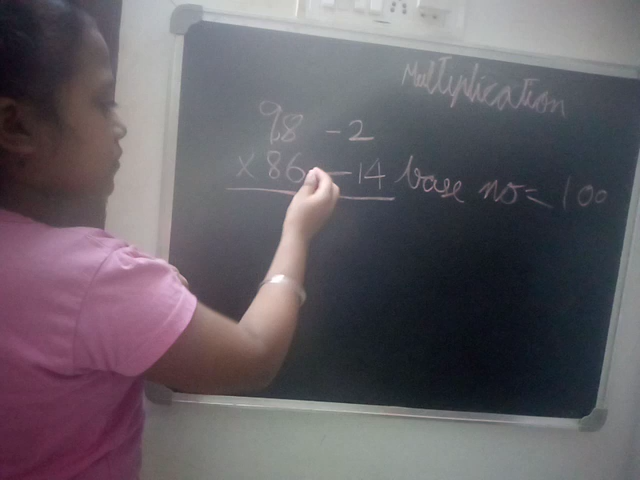 Multiplication
98 - 2
x 86 - 14 base no = 100